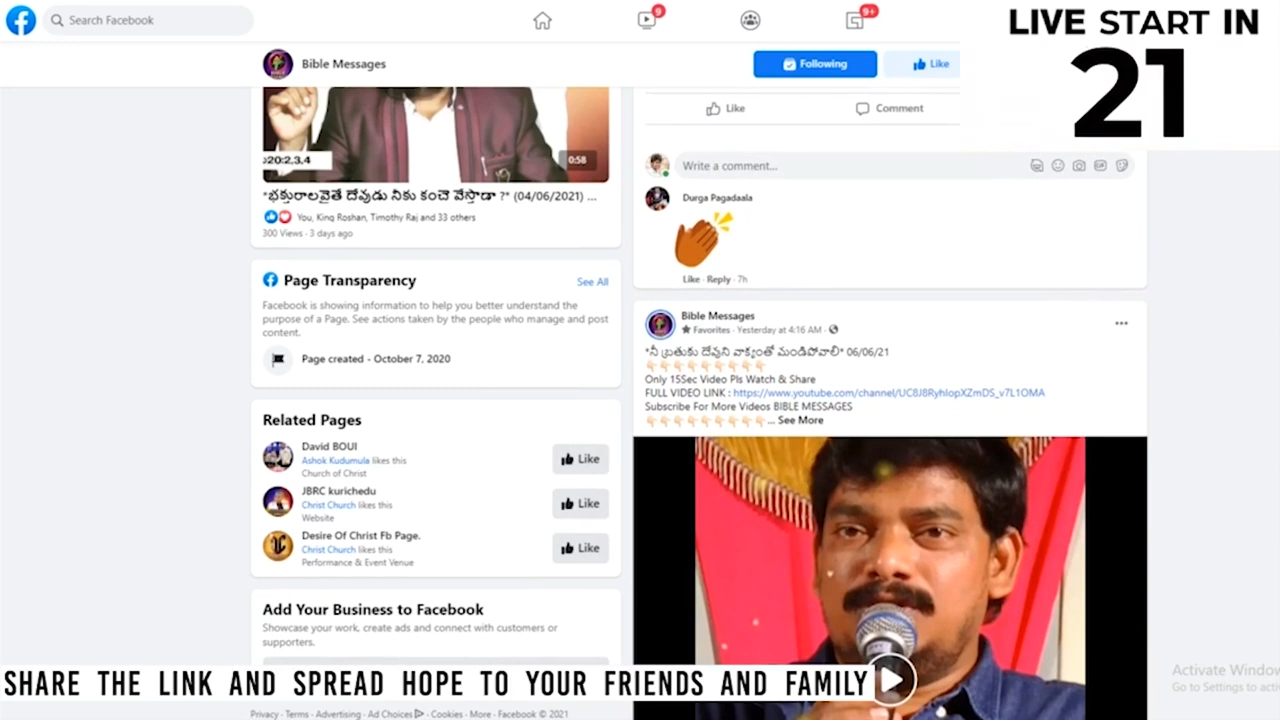 Search Facebook
9
9+
LIVE START IN
21
Bible Messages
Following
Like
20:2,3,4
0:58
*భక్తురాలవైతే దేవుడు నీకు కంచె వేస్తాడా ?* (04/06/2021) ...
You, King Roshan, Timothy Raj and 33 others
300 Views · 3 days ago
Page Transparency
See All
Facebook is showing information to help you better understand the
purpose of a Page. See actions taken by the people who manage and post
content.
Page created - October 7, 2020
Related Pages
David BOUI
Ashok Kudumula likes this
Church of Christ
Like
JBRC kurichedu
Christ Church likes this
Website
Like
Desire Of Christ Fb Page.
Christ Church likes this
Performance & Event Venue
Like
Add Your Business to Facebook
Showcase your work, create ads and connect with customers or
supporters.
Like
Comment
Write a comment...
Durga Pagadaala
Like · Reply · 7h
Bible Messages
Favorites · Yesterday at 4:16 AM ·
*నీ బ్రతుకు దేవుని వాక్యంతో మండిపోవాలి* 06/06/21
Only 15Sec Video Pls Watch & Share
FULL VIDEO LINK : https://www.youtube.com/channel/UC8J8RyhIopXZmDS_v7L1OMA
Subscribe For More Videos BIBLE MESSAGES
... See More
SHARE THE LINK AND SPREAD HOPE TO YOUR FRIENDS AND FAMILY
Activate Window
Go to Settings to acti
Privacy · Terms · Advertising · Ad Choices · Cookies · More · Facebook © 2021